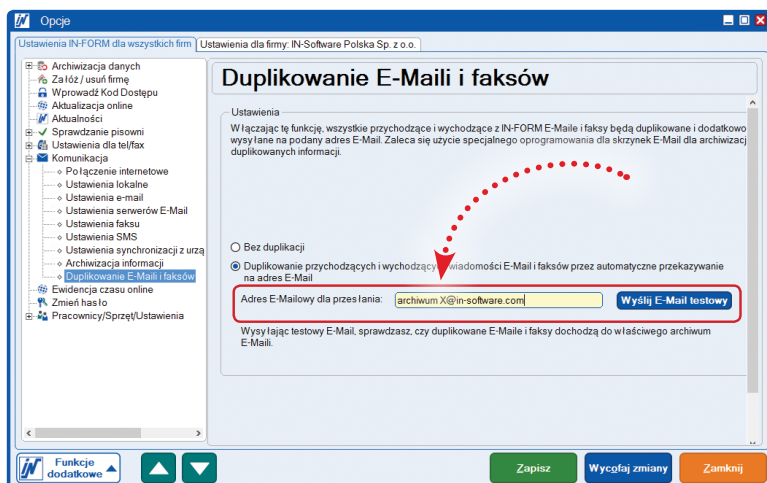 Opcje
Ustawienia IN-FORM dla wszystkich firm
Ustawienia dla firmy: IN-Software Polska Sp. z o.o.
Archiwizacja danych
Załóż / usuń firmę
Wprowadź Kod Dostępu
Aktualizacja online
Aktualności
Sprawdzanie pisowni
Ustawienia dla tel/fax
Komunikacja
Połączenie internetowe
Ustawienia lokalne
Ustawienia e-mail
Ustawienia serwerów E-Mail
Ustawienia faksu
Ustawienia SMS
Ustawienia synchronizacji z urzą
Archiwizacja informacji
Duplikowanie E-Maili i faksów
Ewidencja czasu online
Zmień hasło
Pracownicy/Sprzęt/Ustawienia
Duplikowanie E-Maili i faksów
Ustawienia
Włączając tę funkcję, wszystkie przychodzące i wychodzące z IN-FORM E-Maile i faksy będą duplikowane i dodatkowo
wysyłane na podany adres E-Mail. Zaleca się użycie specjalnego oprogramowania dla skrzynek E-Mail dla archiwizacj
duplikowanych informacji.
Bez duplikacji
Duplikowanie przychodzących i wychodzących wiadomości E-Mail i faksów przez automatyczne przekazywanie
na adres E-Mail
Adres E-Mailowy dla przesłania: archiwum X@in-software.com Wyślij E-Mail testowy
Wysyłając testowy E-Mail, sprawdzasz, czy duplikowane E-Maile i faksy dochodzą do właściwego archiwum
E-Maili.
Funkcje
dodatkowe
Zapisz
Wycofaj zmiany
Zamknij